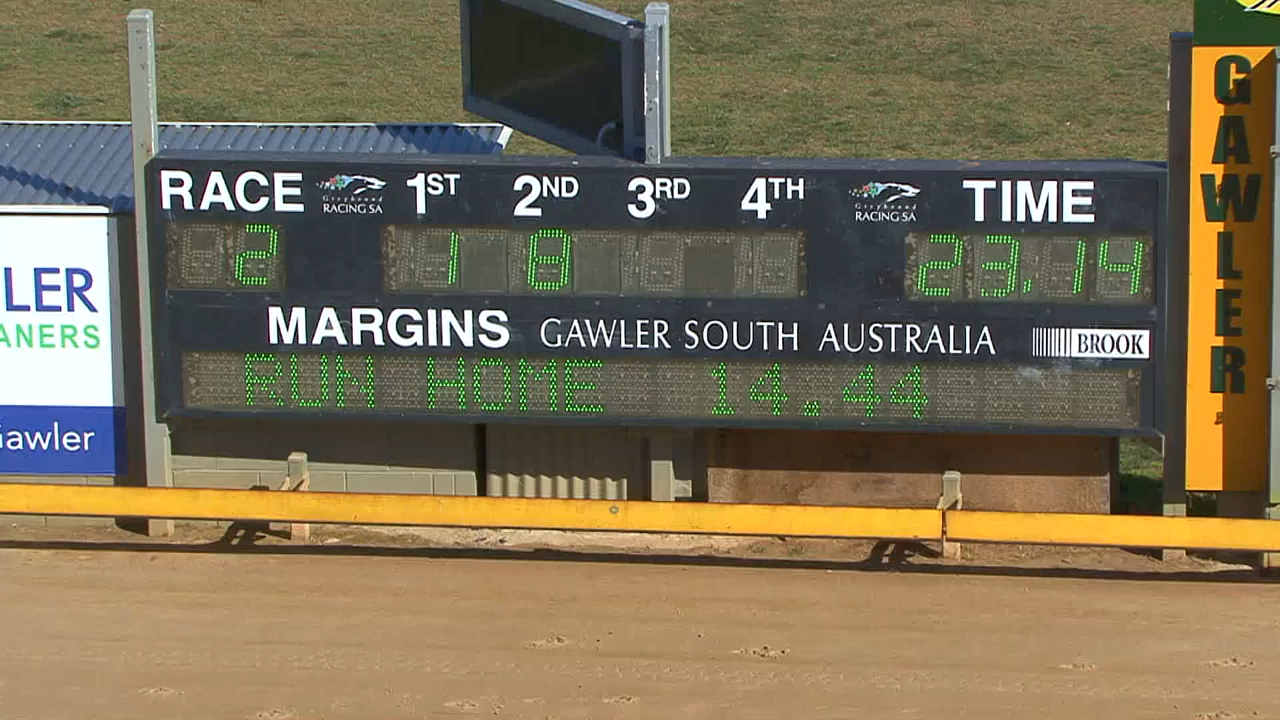 RACE Greyhound RACING SA 1ST 2ND 3RD 4TH Greyhound RACING SA TIME
2 1 8 23.14
MARGINS GAWLER SOUTH AUSTRALIA BROOK
RUN HOME 14.44
LER
ANERS
Gawler
GAWLER